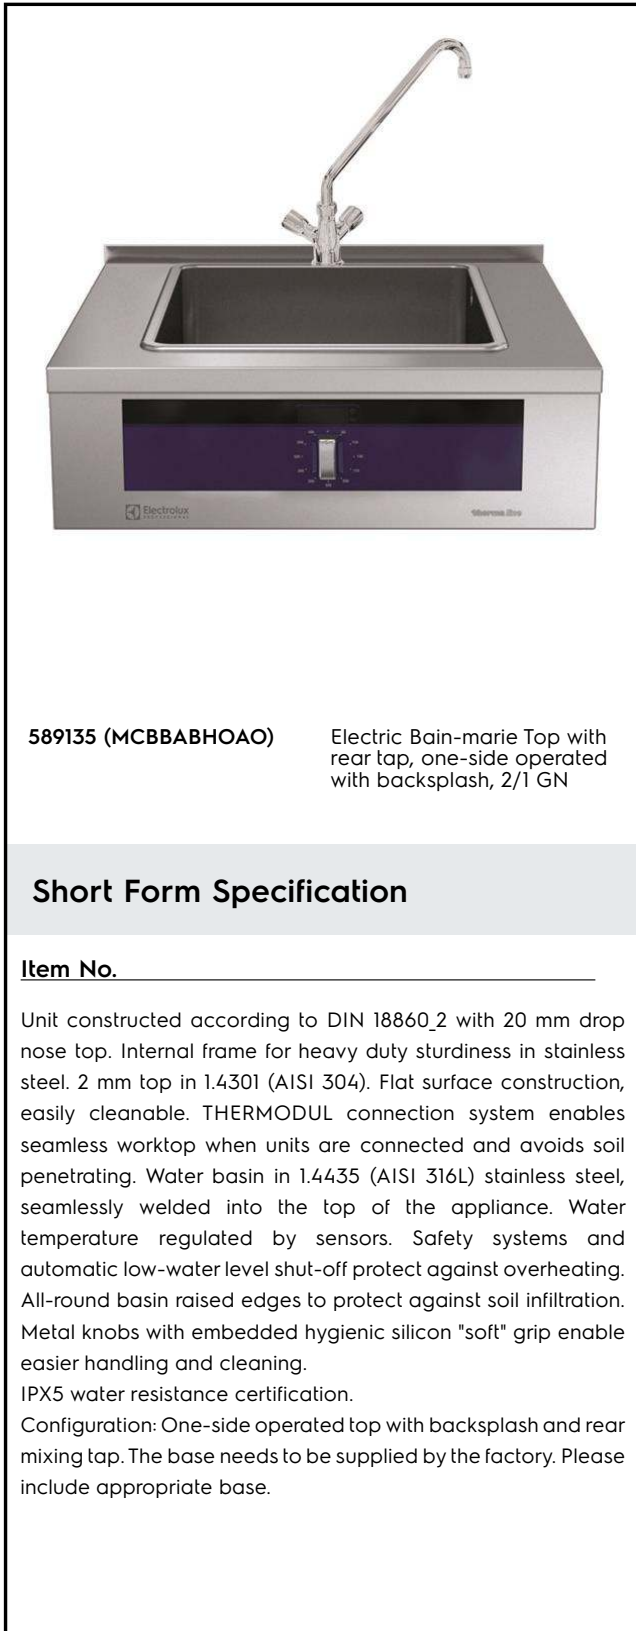 Electrolux
PROFESSIONAL
thermaline
589135 (MCBBABHOAO)
Electric Bain-marie Top with
rear tap, one-side operated
with backsplash, 2/1 GN
Short Form Specification
Item No.
Unit constructed according to DIN 18860_2 with 20 mm drop
nose top. Internal frame for heavy duty sturdiness in stainless
steel. 2 mm top in 1.4301 (AISI 304). Flat surface construction,
easily cleanable. THERMODUL connection system enables
seamless worktop when units are connected and avoids soil
penetrating. Water basin in 1.4435 (AISI 316L) stainless steel,
seamlessly welded into the top of the appliance. Water
temperature regulated by sensors. Safety systems and
automatic low-water level shut-off protect against overheating.
All-round basin raised edges to protect against soil infiltration.
Metal knobs with embedded hygienic silicon "soft" grip enable
easier handling and cleaning.
IPX5 water resistance certification.
Configuration: One-side operated top with backsplash and rear
mixing tap. The base needs to be supplied by the factory. Please
include appropriate base.